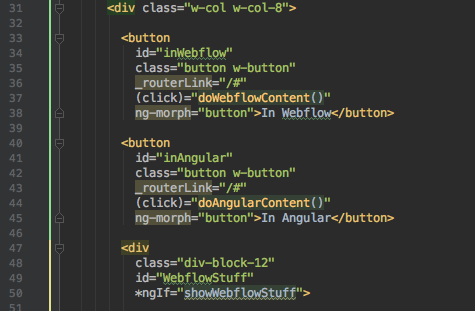 31 <div class="w-col w-col-8">
32
33 <button
34 id="inWebflow"
35 class="button w-button"
36 _routerLink="/#"
37 (click)="doWebflowContent()"
38 ng-morph="button">In Webflow</button>
39
40 <button
41 id="inAngular"
42 class="button w-button"
43 _routerLink="/#"
44 (click)="doAngularContent()"
45 ng-morph="button">In Angular</button>
46
47 <div
48 class="div-block-12"
49 id="WebflowStuff"
50 *ngIf="showWebflowStuff">
51